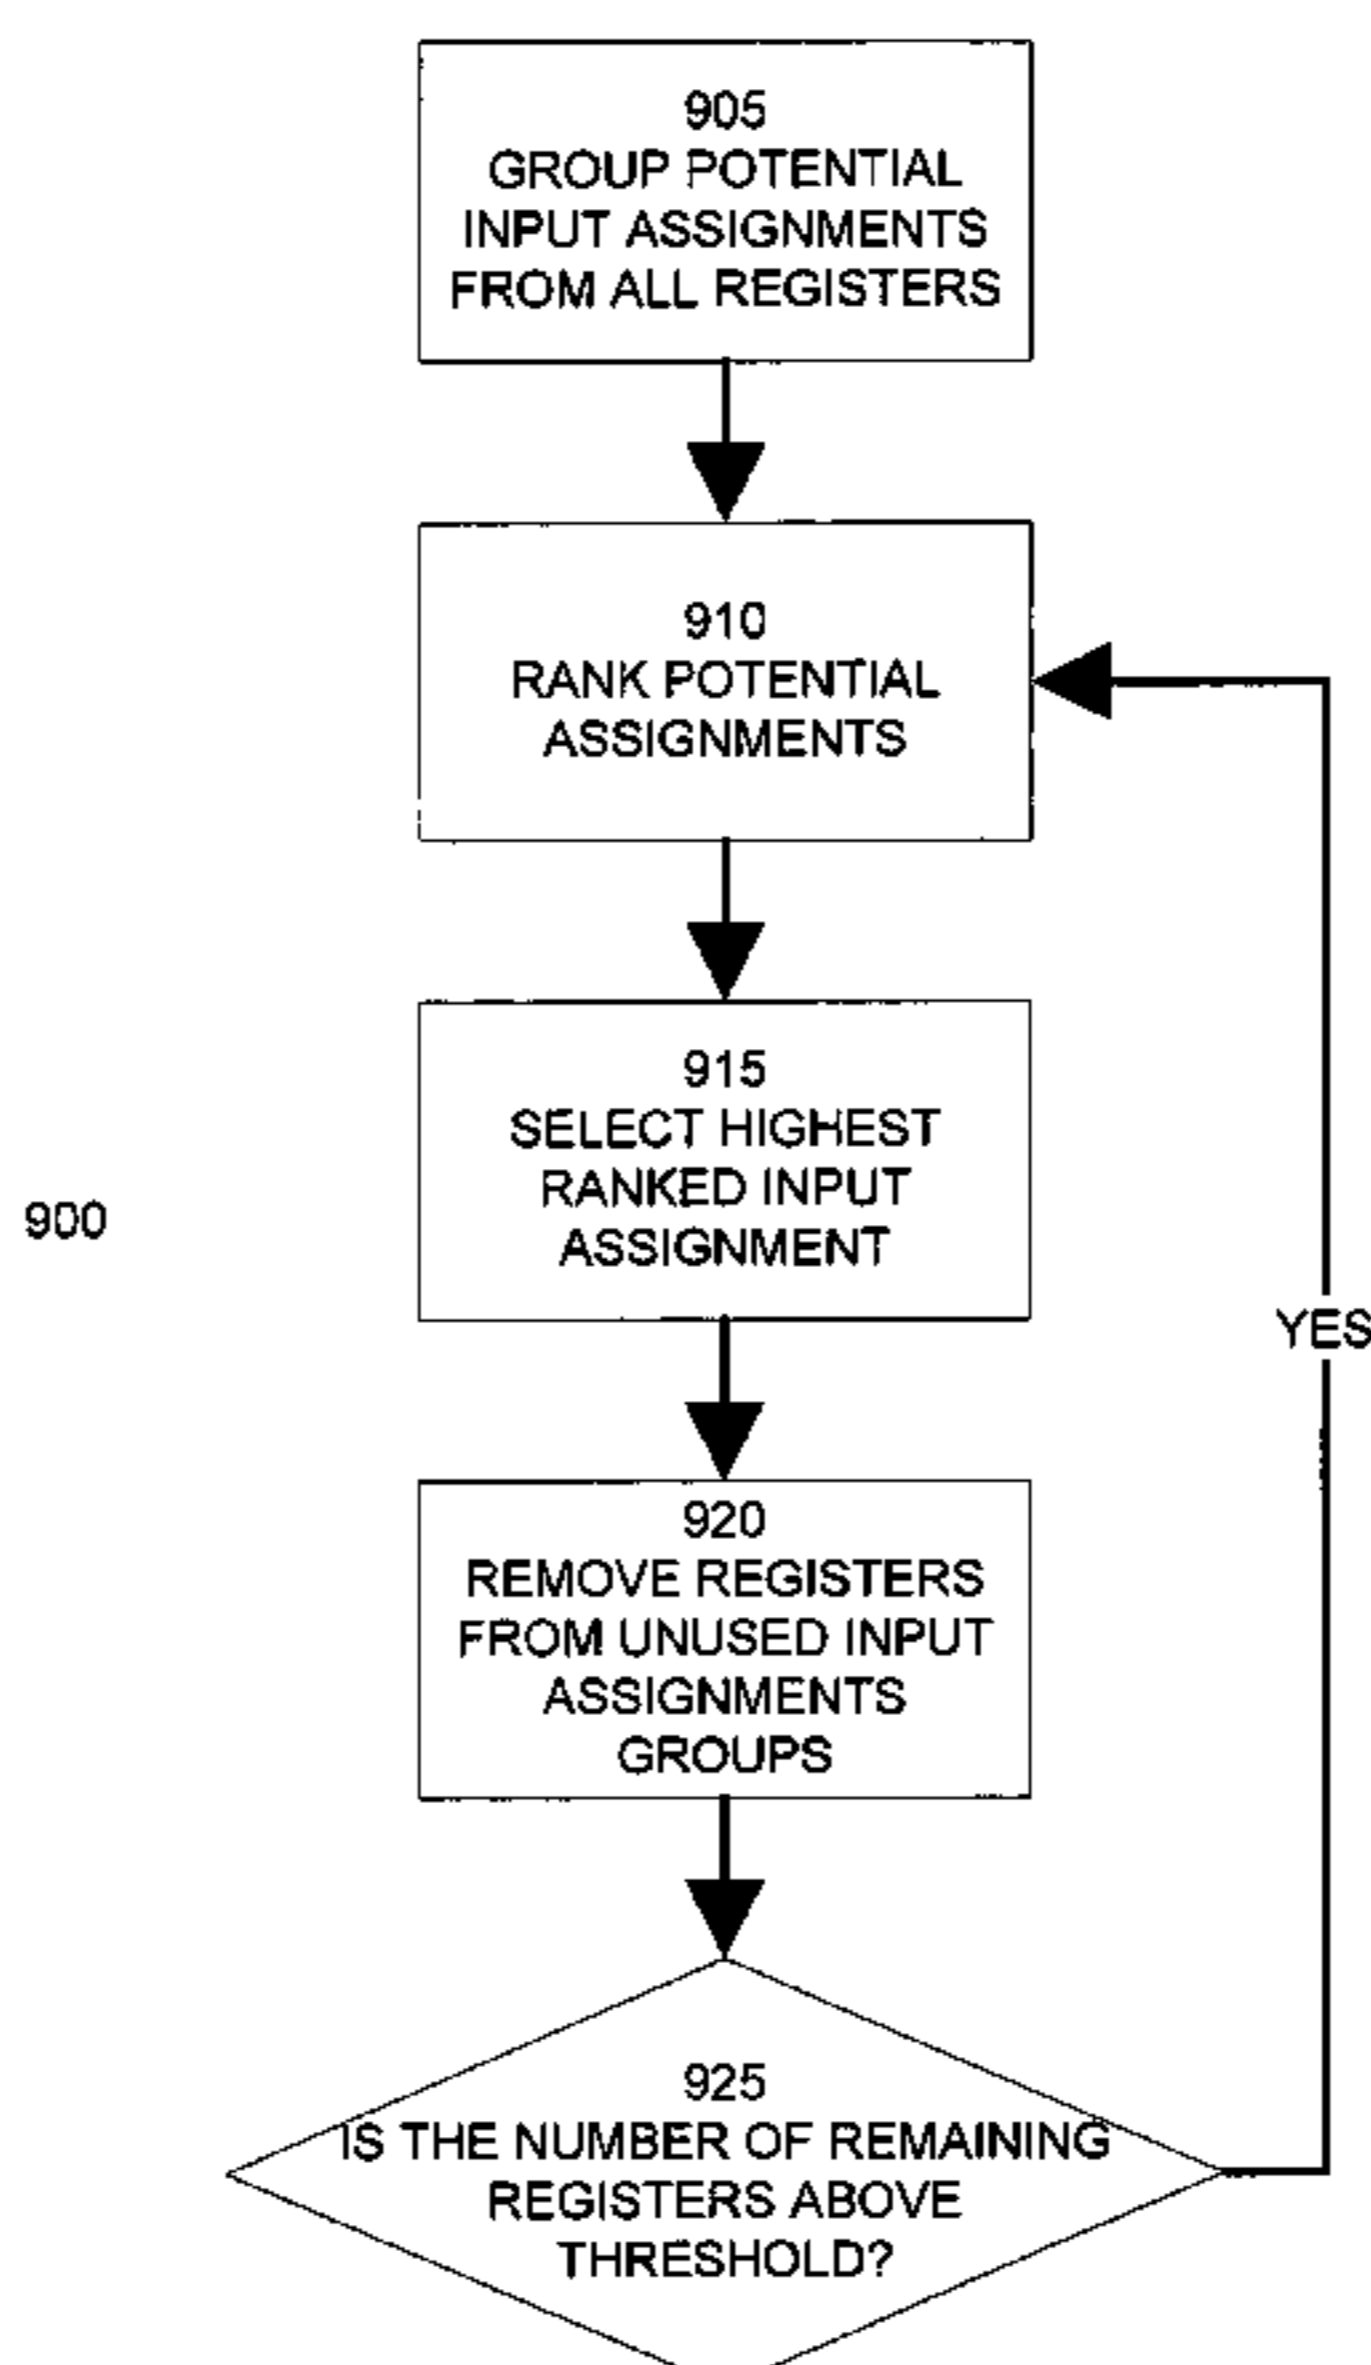 905
GROUP POTENTIAL
INPUT ASSIGNMENTS
FROM ALL REGISTERS
910
RANK POTENTIAL
ASSIGNMENTS
915
SELECT HIGHEST
RANKED INPUT
ASSIGNMENT
900
YES
920
REMOVE REGISTERS
FROM UNUSED INPUT
ASSIGNMENTS
GROUPS
925
IS THE NUMBER OF REMAINING
REGISTERS ABOVE
THRESHOLD?